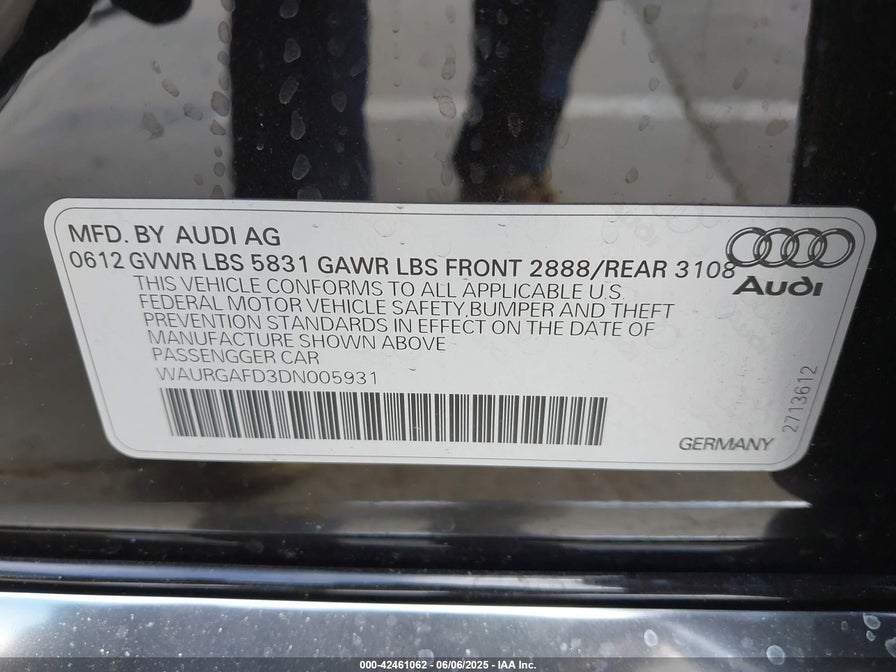 MFD. BY AUDI AG
0612 GVWR LBS 5831 GAWR LBS FRONT 2888/REAR 3108
THIS VEHICLE CONFORMS TO ALL APPLICABLE U.S.
FEDERAL MOTOR VEHICLE SAFETY,BUMPER AND THEFT
PREVENTION STANDARDS IN EFFECT ON THE DATE OF
MANUFACTURE SHOWN ABOVE
PASSENGGER CAR
WAURGAFD3DN005931
Audi
2713612
GERMANY
000-42461062 - 06/06/2025 - IAA Inc.